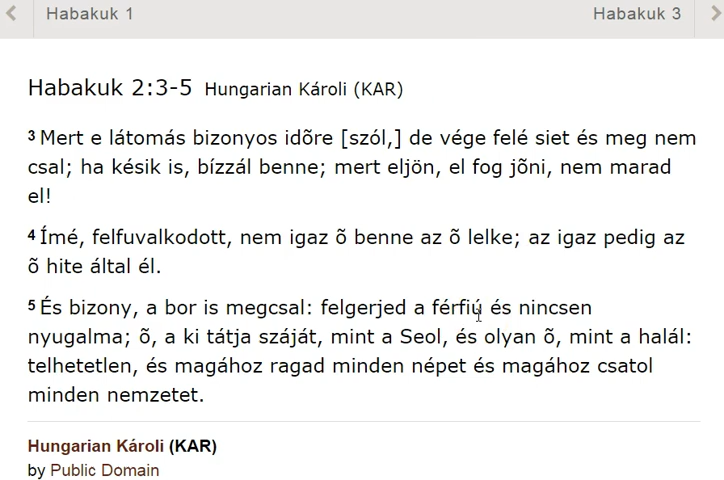 Habakuk 1 Habakuk 3
Habakuk 2:3-5 Hungarian Károli (KAR)
3 Mert e látomás bizonyos idõre [szól,] de vége felé siet és meg nem
csal; ha késik is, bízzál benne; mert eljön, el fog jõni, nem marad
el!
4 Ímé, felfuvalkodott, nem igaz õ benne az õ lelke; az igaz pedig az
õ hite által él.
5 És bizony, a bor is megcsal: felgerjed a férfiú és nincsen
nyugalma; õ, a ki tátja száját, mint a Seol, és olyan õ, mint a halál:
telhetetlen, és magához ragad minden népet és magához csatol
minden nemzetet.
Hungarian Károli (KAR)
by Public Domain